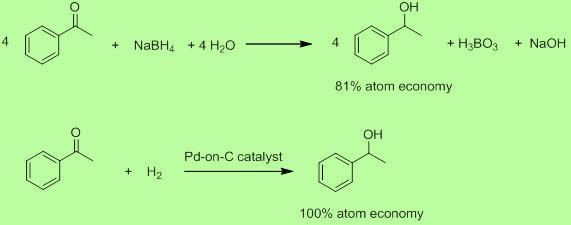 O OH
4 + NaBH₄ + 4 H₂O 4 + H₃BO₃ + NaOH
81% atom economy
O OH
Pd-on-C catalyst
+ H₂
100% atom economy